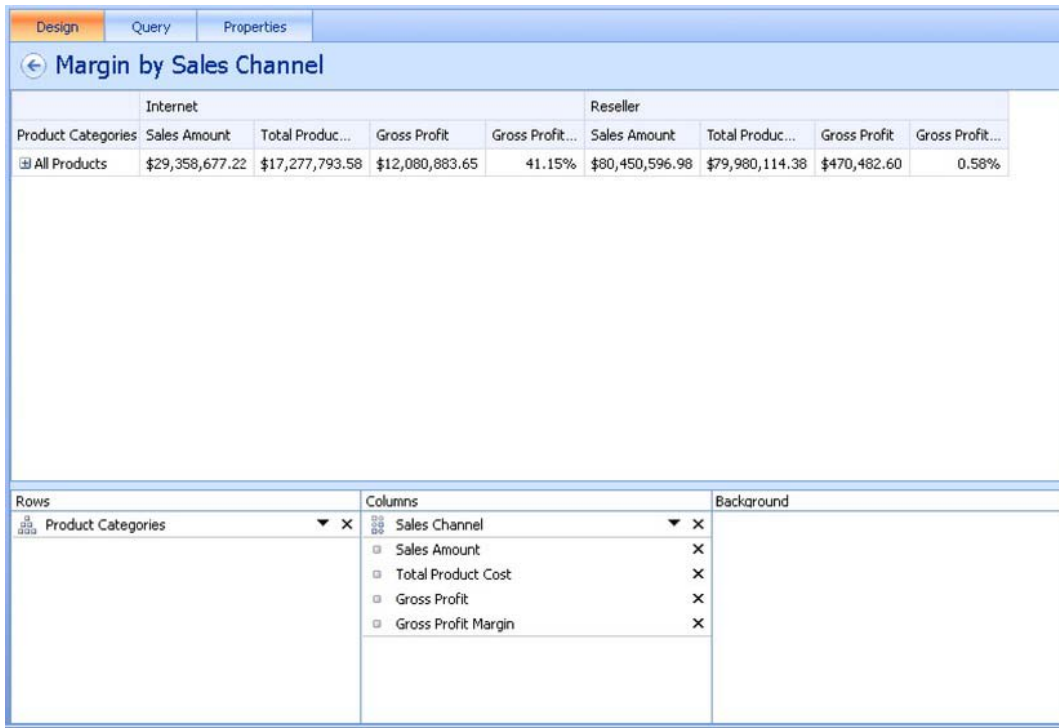 Design Query Properties
Margin by Sales Channel
Internet Reseller
Product Categories Sales Amount Total Produc... Gross Profit Gross Profit... Sales Amount Total Produc... Gross Profit Gross Profit...
All Products $29,358,677.22 $17,277,793.58 $12,080,883.65 41.15% $80,450,596.98 $79,980,114.38 $470,482.60 0.58%
Rows Columns Background
Product Categories Sales Channel
Sales Amount
Total Product Cost
Gross Profit
Gross Profit Margin